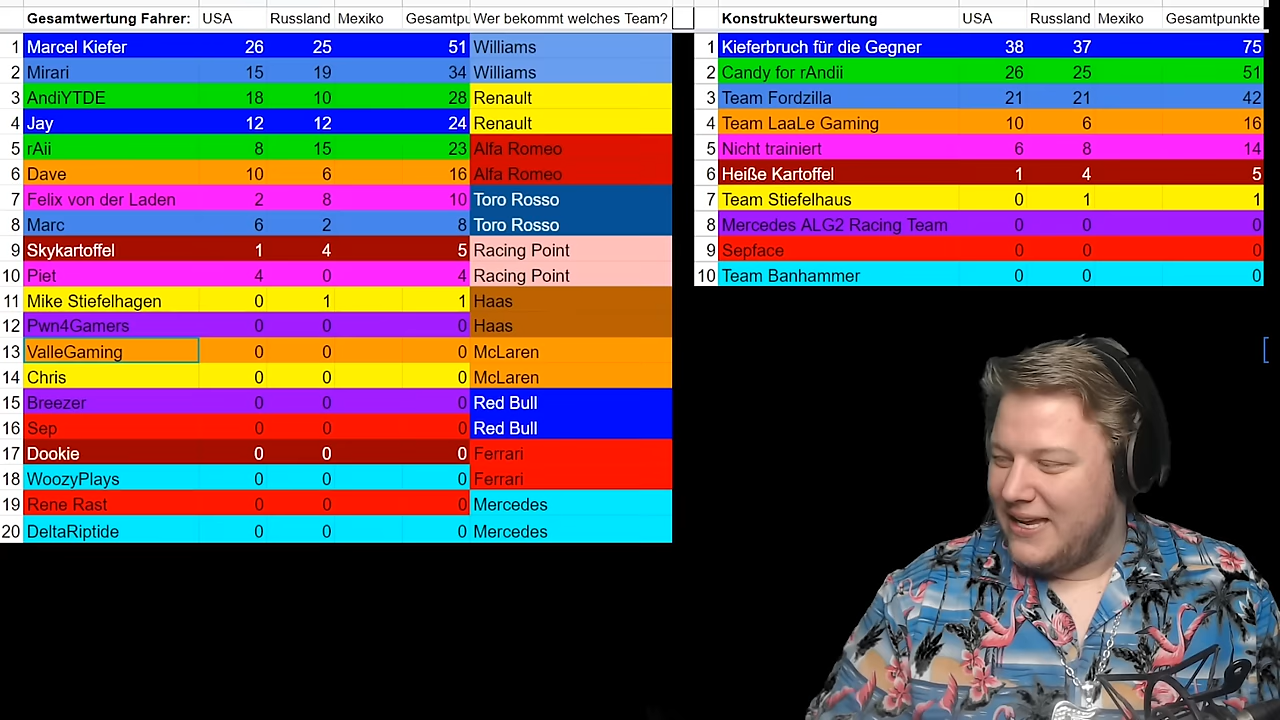 Gesamtwertung Fahrer: USA Russland Mexiko Gesamtpu Wer bekommt welches Team?
1 Marcel Kiefer 26 25 51 Williams
2 Mirari 15 19 34 Williams
3 AndiYTDE 18 10 28 Renault
4 Jay 12 12 24 Renault
5 rAii 8 15 23 Alfa Romeo
6 Dave 10 6 16 Alfa Romeo
7 Felix von der Laden 2 8 10 Toro Rosso
8 Marc 6 2 8 Toro Rosso
9 Skykartoffel 1 4 5 Racing Point
10 Piet 4 0 4 Racing Point
11 Mike Stiefelhagen 0 1 1 Haas
12 Pwn4Gamers 0 0 0 Haas
13 ValleGaming 0 0 0 McLaren
14 Chris 0 0 0 McLaren
15 Breezer 0 0 0 Red Bull
16 Sep 0 0 0 Red Bull
17 Dookie 0 0 0 Ferrari
18 WoozyPlays 0 0 0 Ferrari
19 Rene Rast 0 0 0 Mercedes
20 DeltaRiptide 0 0 0 Mercedes
Konstrukteurswertung USA Russland Mexiko Gesamtpunkte
1 Kieferbruch für die Gegner 38 37 75
2 Candy for rAndii 26 25 51
3 Team Fordzilla 21 21 42
4 Team LaaLe Gaming 10 6 16
5 Nicht trainiert 6 8 14
6 Heiße Kartoffel 1 4 5
7 Team Stiefelhaus 0 1 1
8 Mercedes ALG2 Racing Team 0 0 0
9 Sepface 0 0 0
10 Team Banhammer 0 0 0